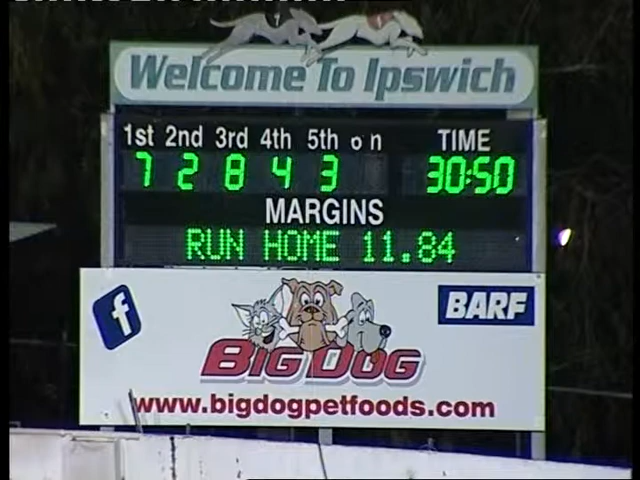 Welcome To Ipswich
1st 2nd 3rd 4th 5th on TIME
7 2 8 4 3 30:50
MARGINS
RUN HOME 11.84
f
BARF
BIG DOG
www.bigdogpetfoods.com